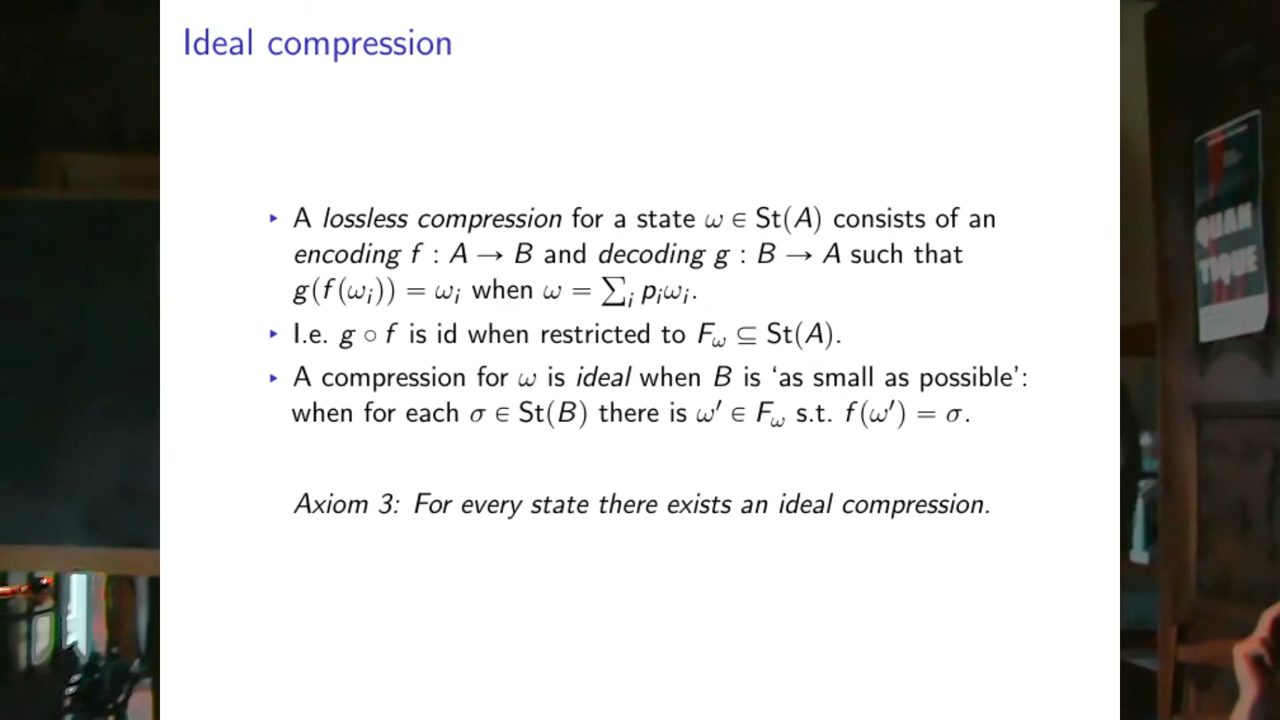 Ideal compression
▸ A lossless compression for a state ω ∈ St(A) consists of an
encoding f : A → B and decoding g : B → A such that
g(f(ωᵢ)) = ωᵢ when ω = ∑ᵢ pᵢωᵢ.
▸ I.e. g ∘ f is id when restricted to F_ω ⊆ St(A).
▸ A compression for ω is ideal when B is ‘as small as possible’:
when for each σ ∈ St(B) there is ω′ ∈ F_ω s.t. f(ω′) = σ.
Axiom 3: For every state there exists an ideal compression.
QUAN
TIQUE